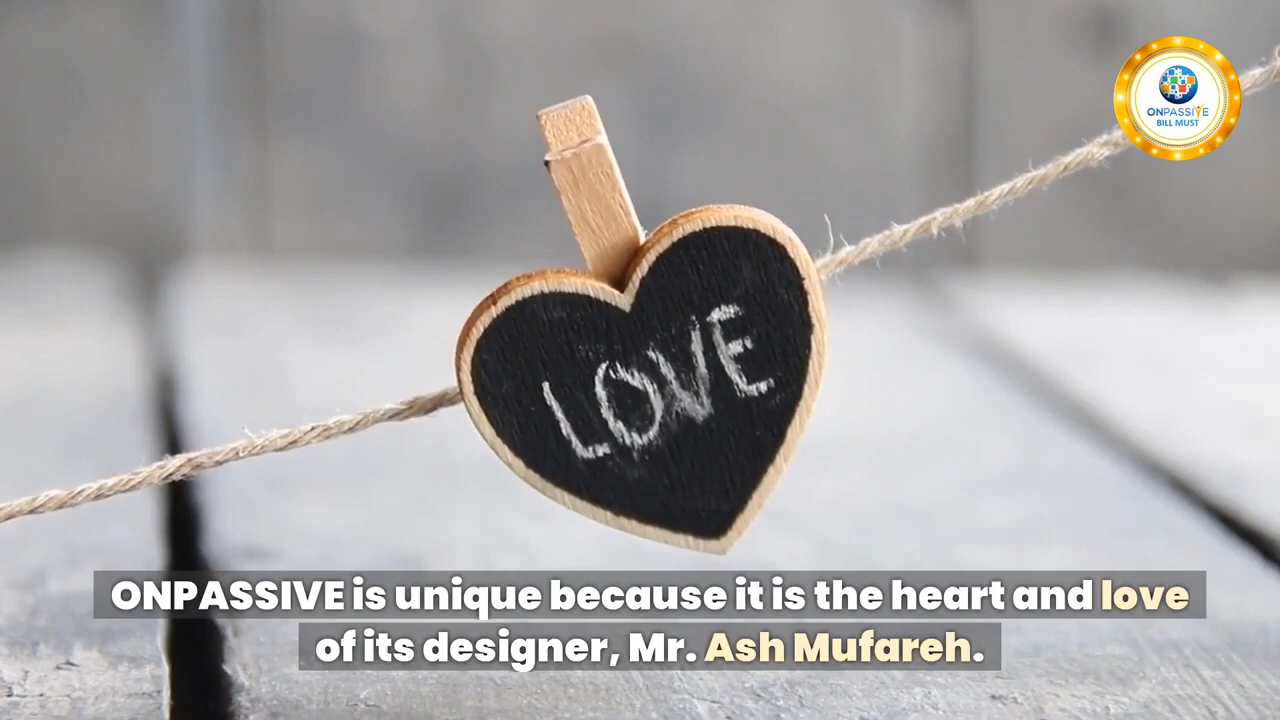 ONPASSIVE
BILL MUST
LOVE
ONPASSIVE is unique because it is the heart and love
of its designer, Mr. Ash Mufareh.